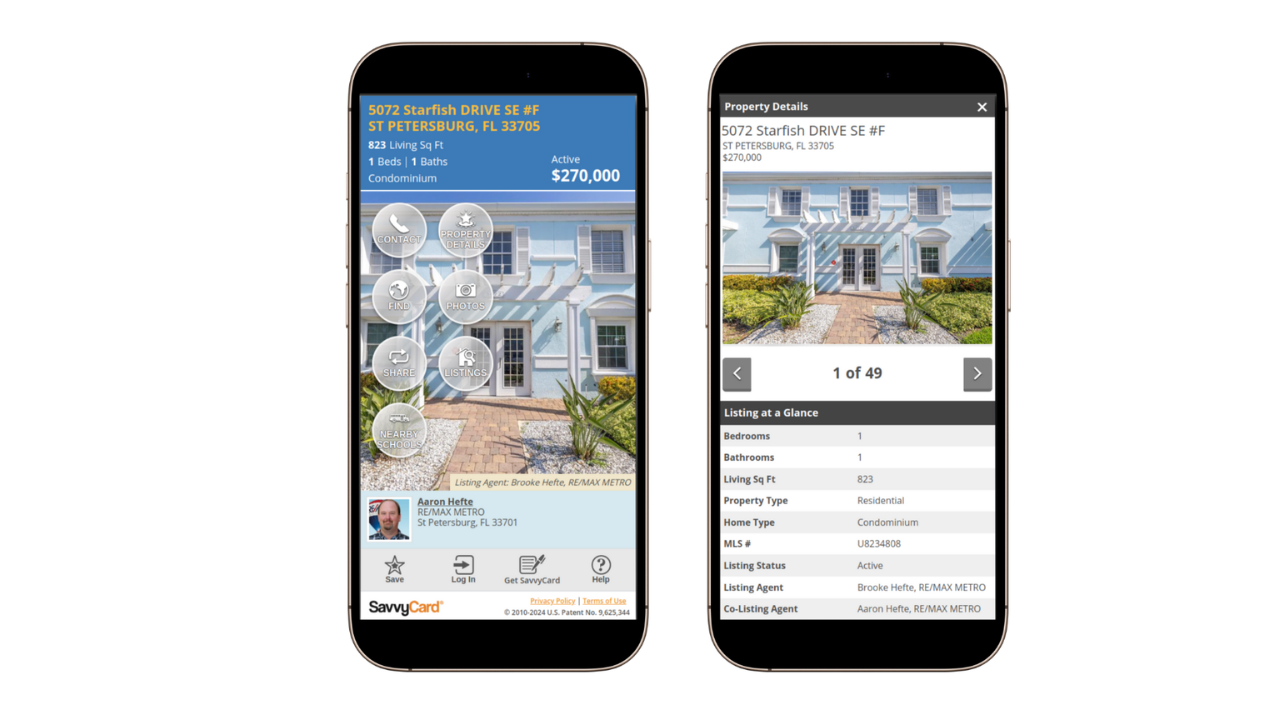 5072 Starfish DRIVE SE #F
ST PETERSBURG, FL 33705
823 Living Sq Ft
1 Beds | 1 Baths
Active
Condominium
$270,000
CONTACT
PROPERTY
DETAILS
FIND
PHOTOS
SHARE
LISTINGS
NEARBY
SCHOOLS
Listing Agent: Brooke Hefte, RE/MAX METRO
Aaron Hefte
RE/MAX METRO
St Petersburg, FL 33701
Save
Log In
Get SavvyCard
Help
SavvyCard®
Privacy Policy | Terms of Use
© 2010-2024 U.S. Patent No. 9,625,344
Property Details
5072 Starfish DRIVE SE #F
ST PETERSBURG, FL 33705
$270,000
1 of 49
Listing at a Glance
Bedrooms 1
Bathrooms 1
Living Sq Ft 823
Property Type Residential
Home Type Condominium
MLS # U8234808
Listing Status Active
Listing Agent Brooke Hefte, RE/MAX METRO
Co-Listing Agent Aaron Hefte, RE/MAX METRO